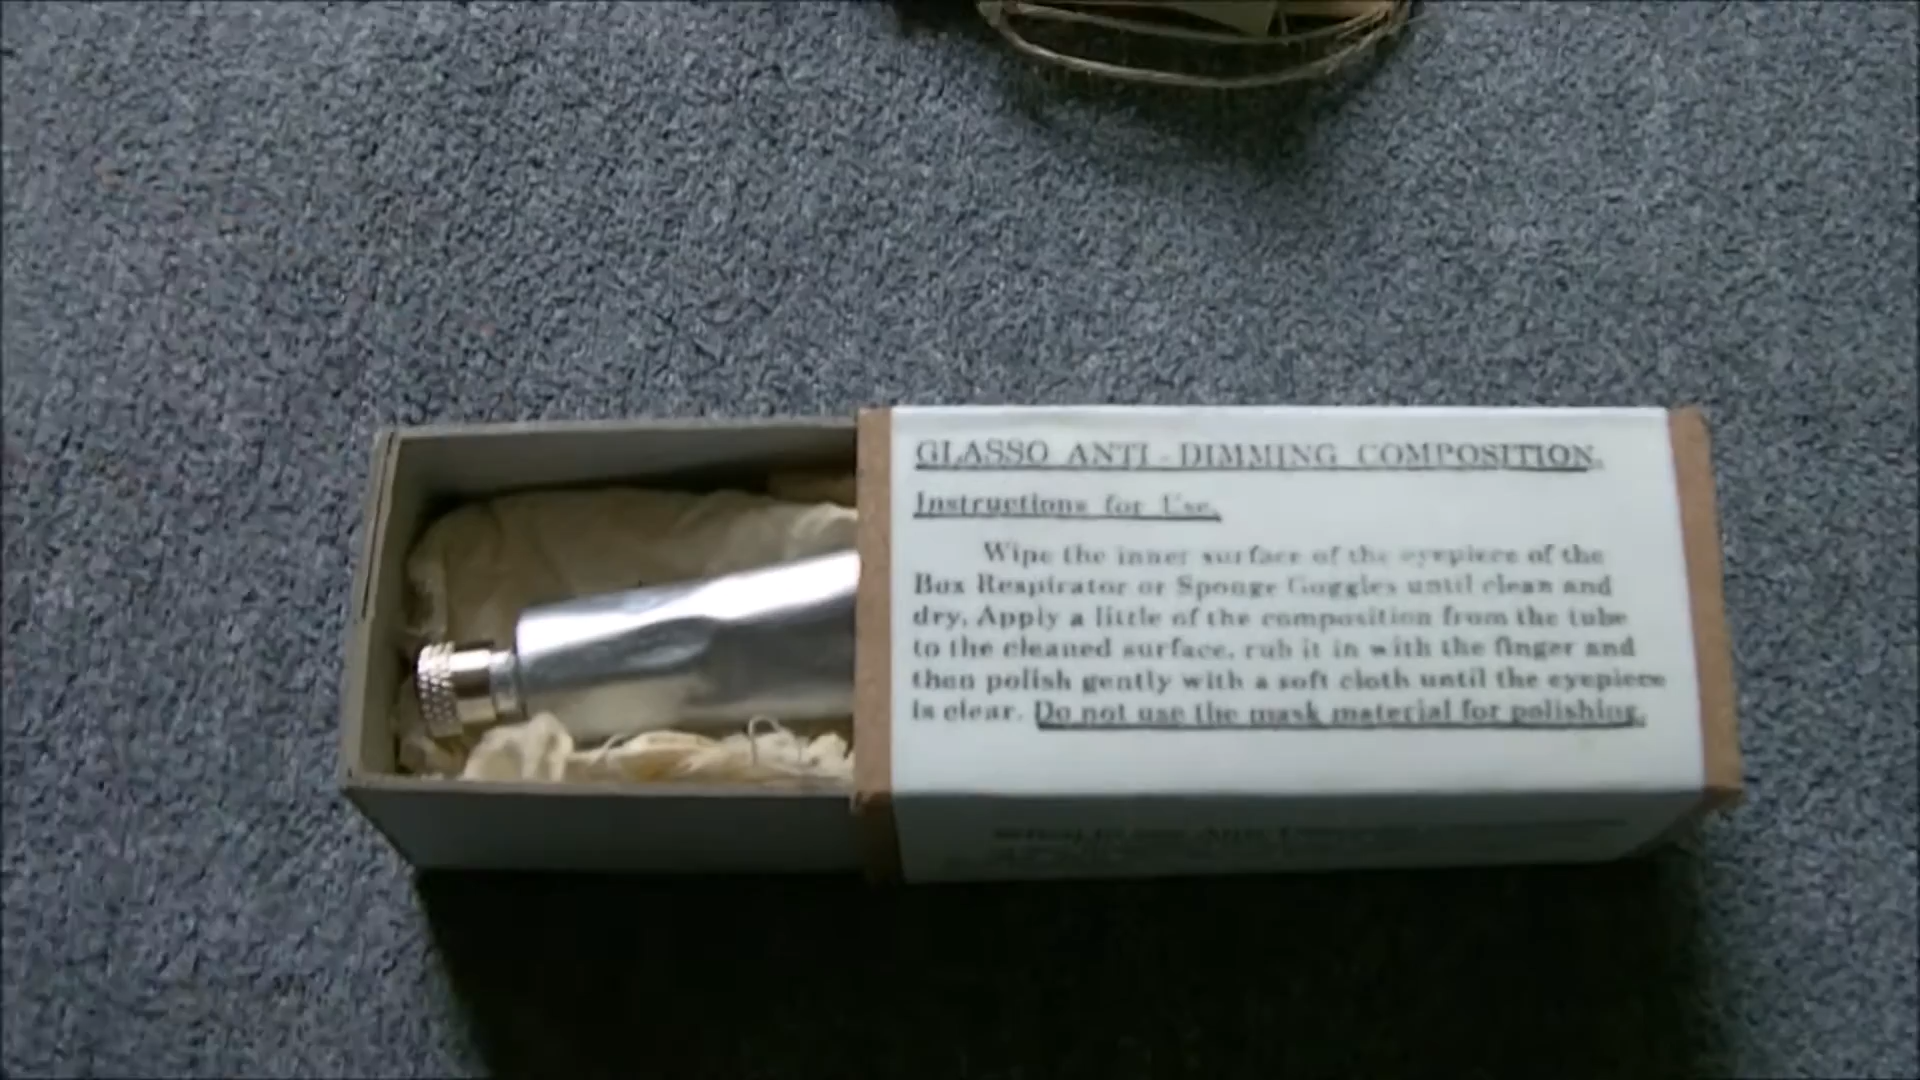 GLASSO ANTI-DIMMING COMPOSITION.
Instructions for Use.
Wipe the inner surface of the eyepiece of the
Box Respirator or Sponge Goggles until clean and
dry. Apply a little of the composition from the tube
to the cleaned surface, rub it in with the finger and
then polish gently with a soft cloth until the eyepiece
is clear. Do not use the mask material for polishing.